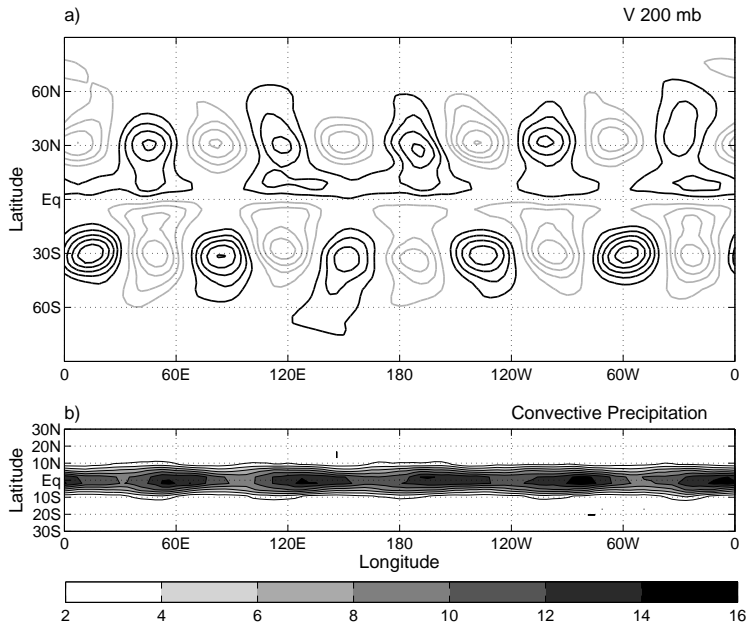 a) V 200 mb
60N
30N
Eq
30S
60S
Latitude
0 60E 120E 180 120W 60W 0
b) Convective Precipitation
30N
20N
10N
Eq
10S
20S
30S
Latitude
0 60E 120E 180 120W 60W 0
Longitude
2 4 6 8 10 12 14 16